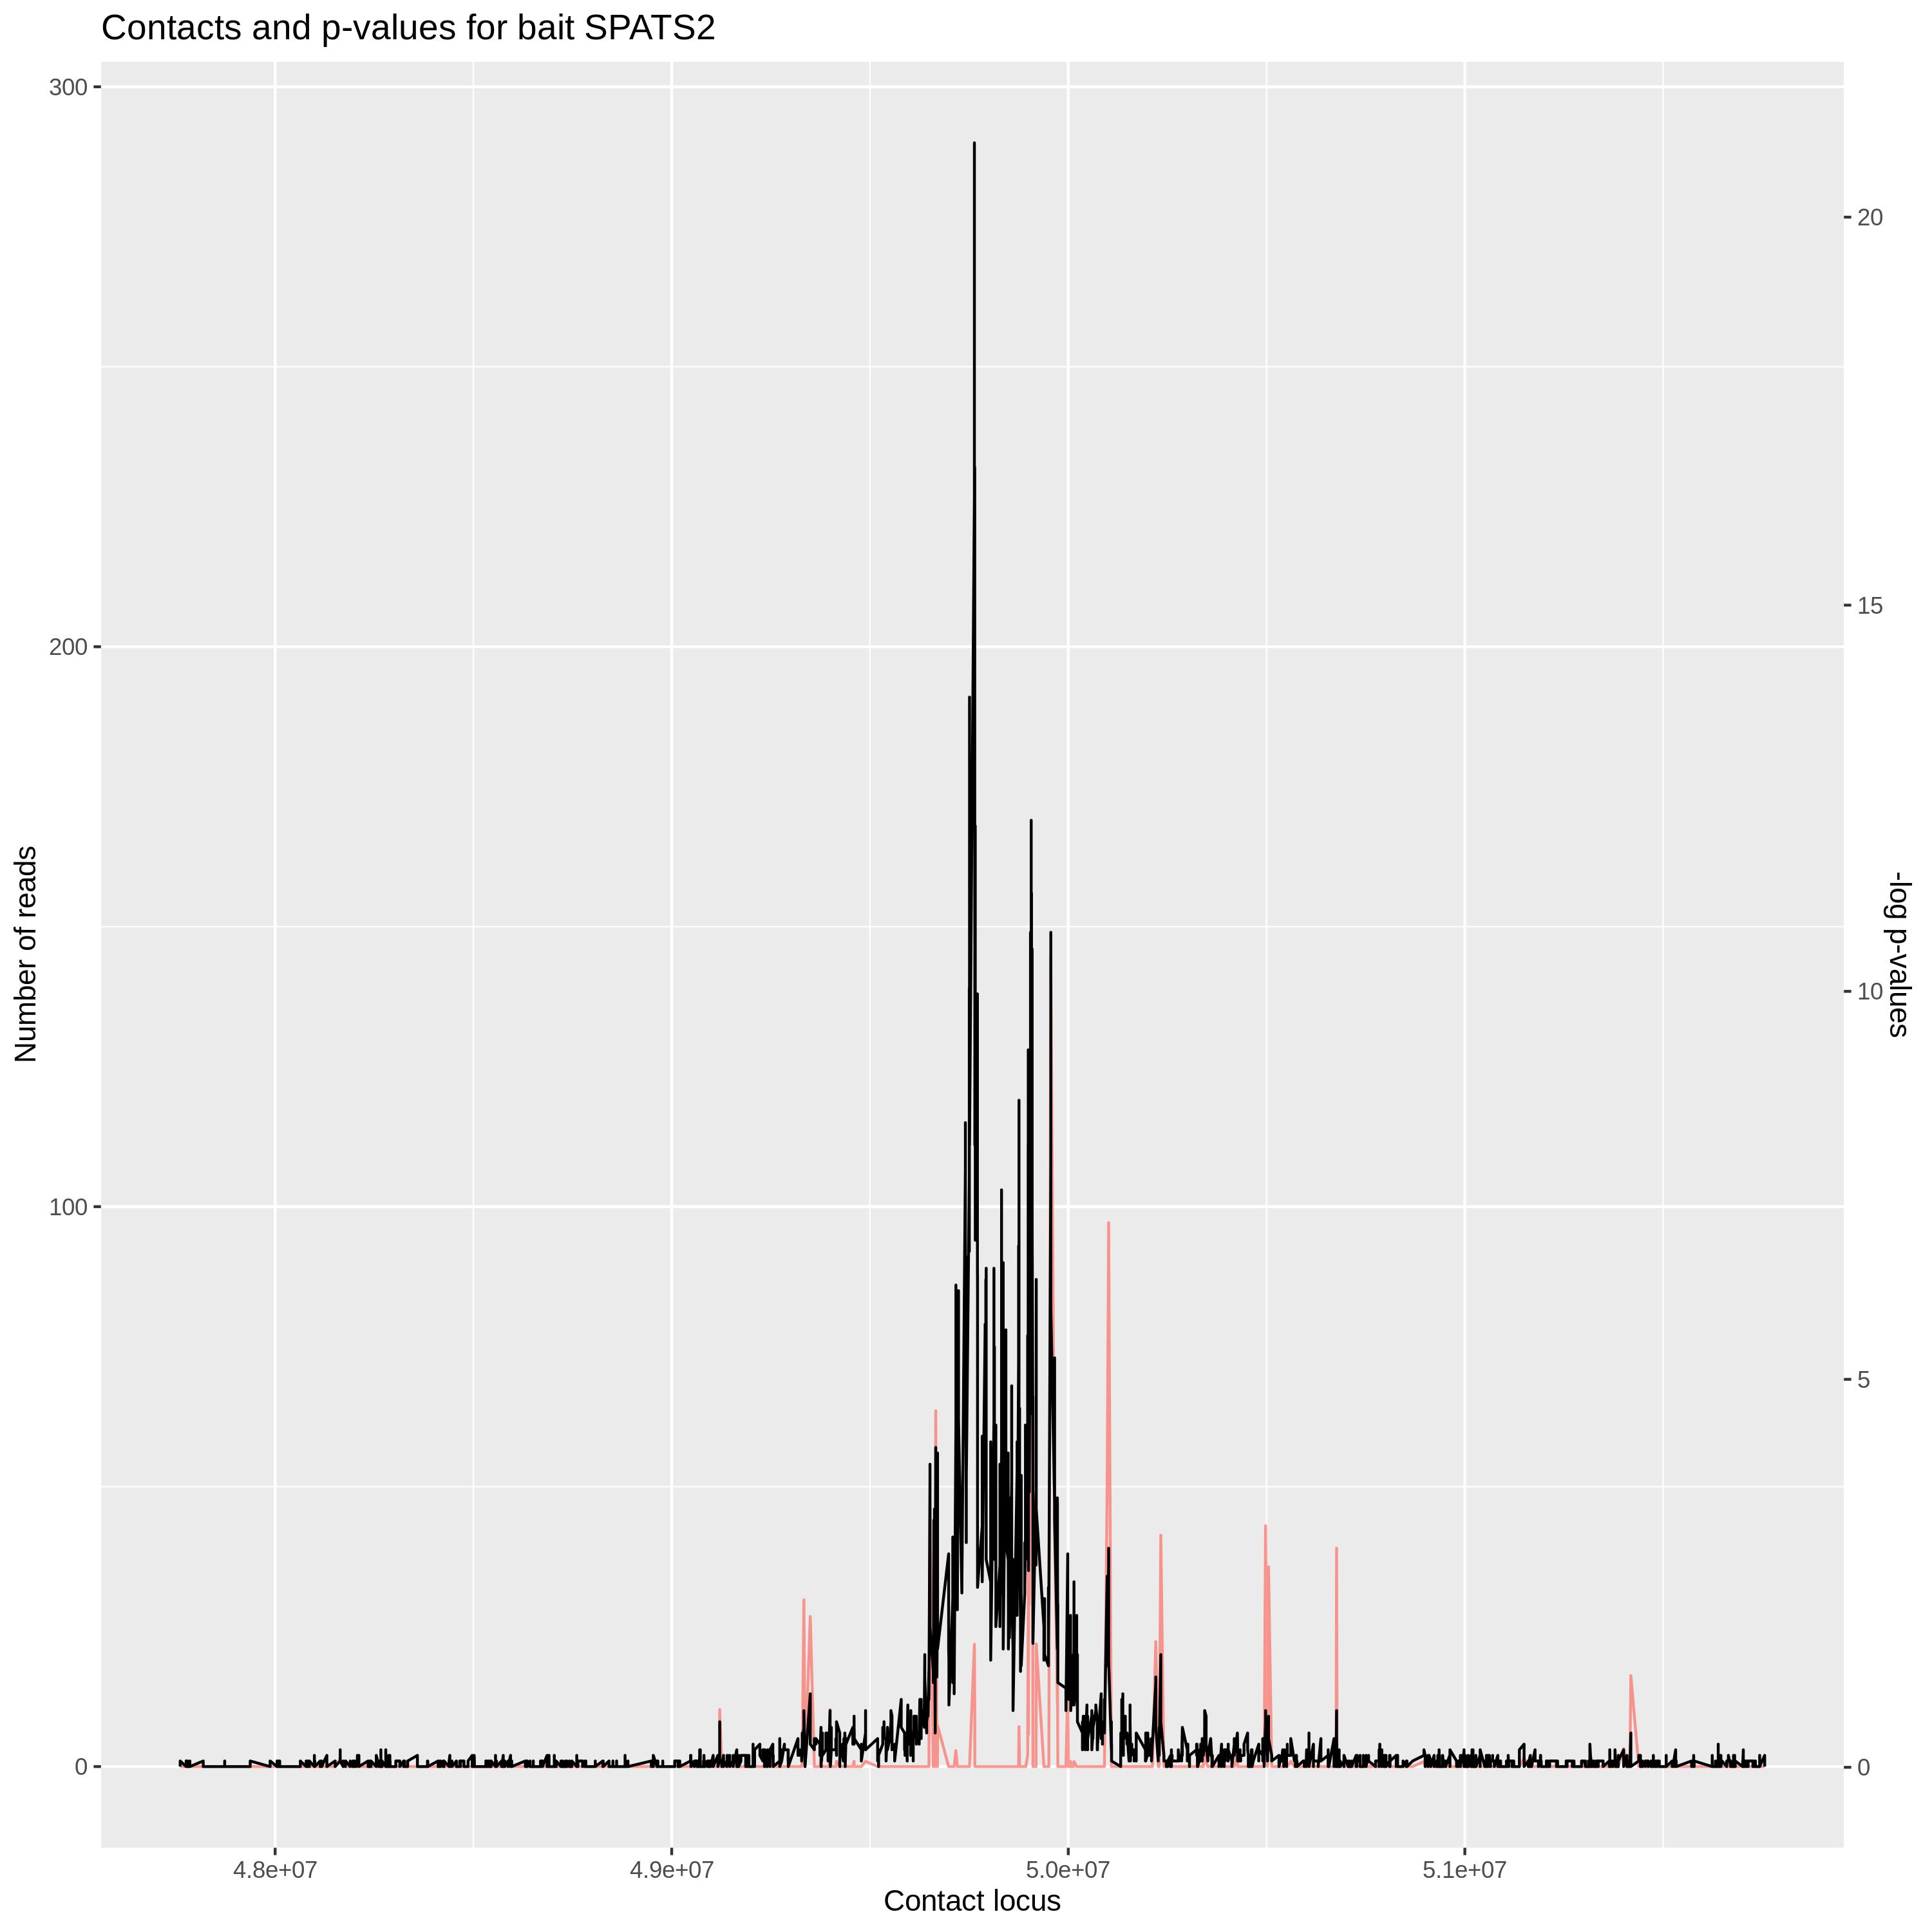 Contacts and p-values for bait SPATS2
300
200
100
0
Number of reads
20
15
10
5
0
-log p-values
4.8e+07
4.9e+07
5.0e+07
5.1e+07
Contact locus